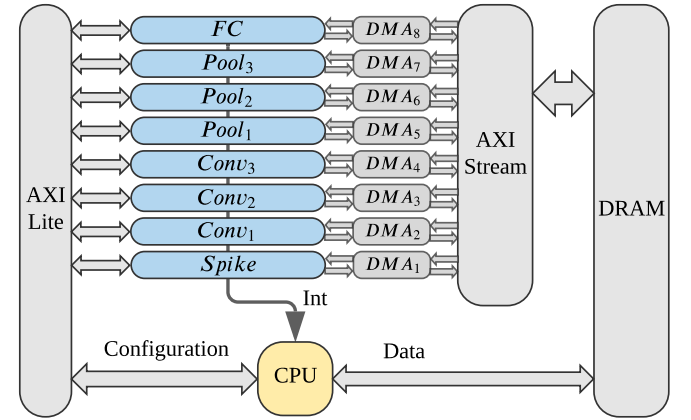 FC
DMA₈
Pool₃
DMA₇
Pool₂
DMA₆
Pool₁
DMA₅
Conv₃
DMA₄
Conv₂
DMA₃
Conv₁
DMA₂
Spike
DMA₁
AXI
Lite
AXI
Stream
DRAM
Int
Configuration
CPU
Data